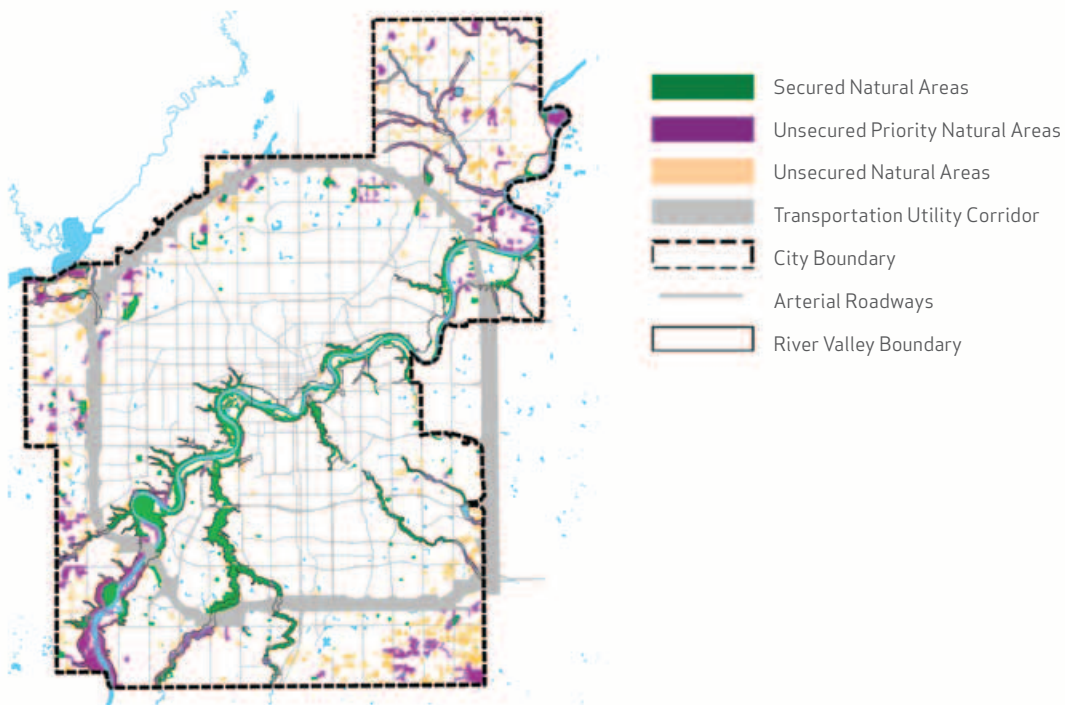 Secured Natural Areas
Unsecured Priority Natural Areas
Unsecured Natural Areas
Transportation Utility Corridor
City Boundary
Arterial Roadways
River Valley Boundary